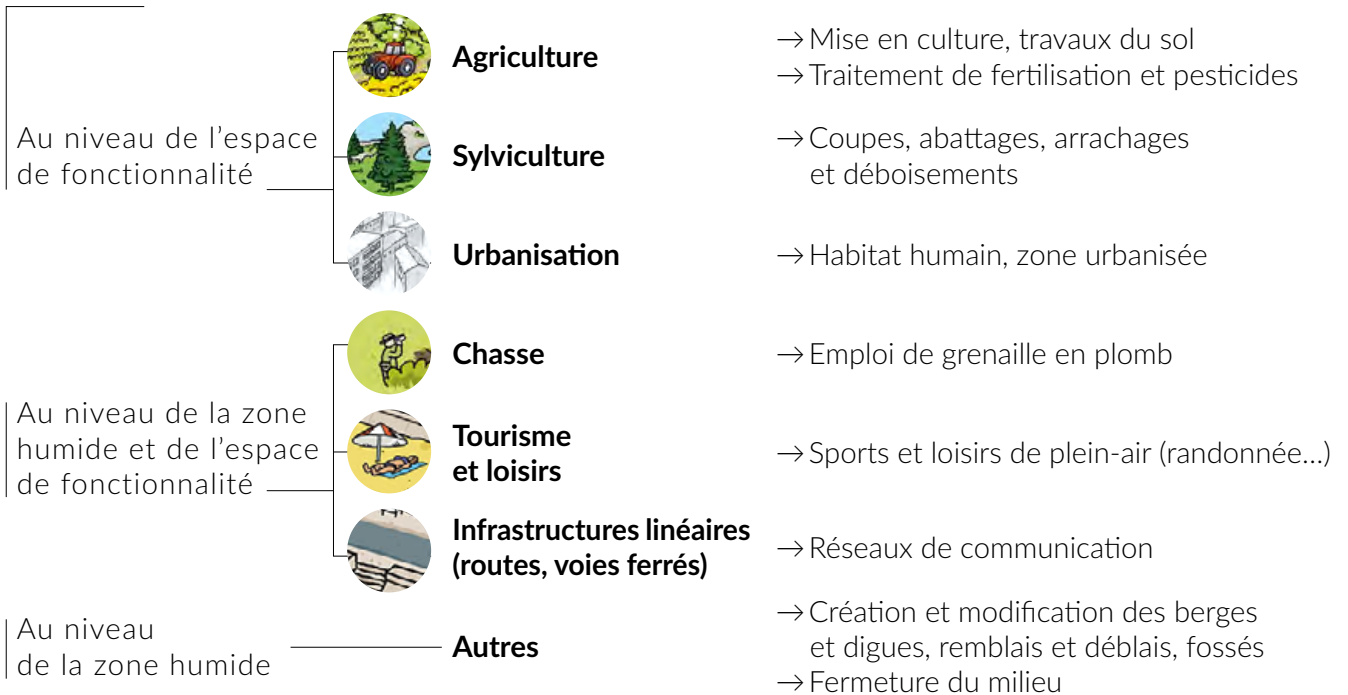 Au niveau de l'espace
de fonctionnalité
Agriculture
→ Mise en culture, travaux du sol
→ Traitement de fertilisation et pesticides
Sylviculture
→ Coupes, abattages, arrachages
et déboisements
Urbanisation
→ Habitat humain, zone urbanisée
Au niveau de la zone
humide et de l'espace
de fonctionnalité
Chasse
→ Emploi de grenaille en plomb
Tourisme
et loisirs
→ Sports et loisirs de plein-air (randonnée...)
Infrastructures linéaires
(routes, voies ferrés)
→ Réseaux de communication
Au niveau
de la zone humide
Autres
→ Création et modification des berges
et digues, remblais et déblais, fossés
→ Fermeture du milieu